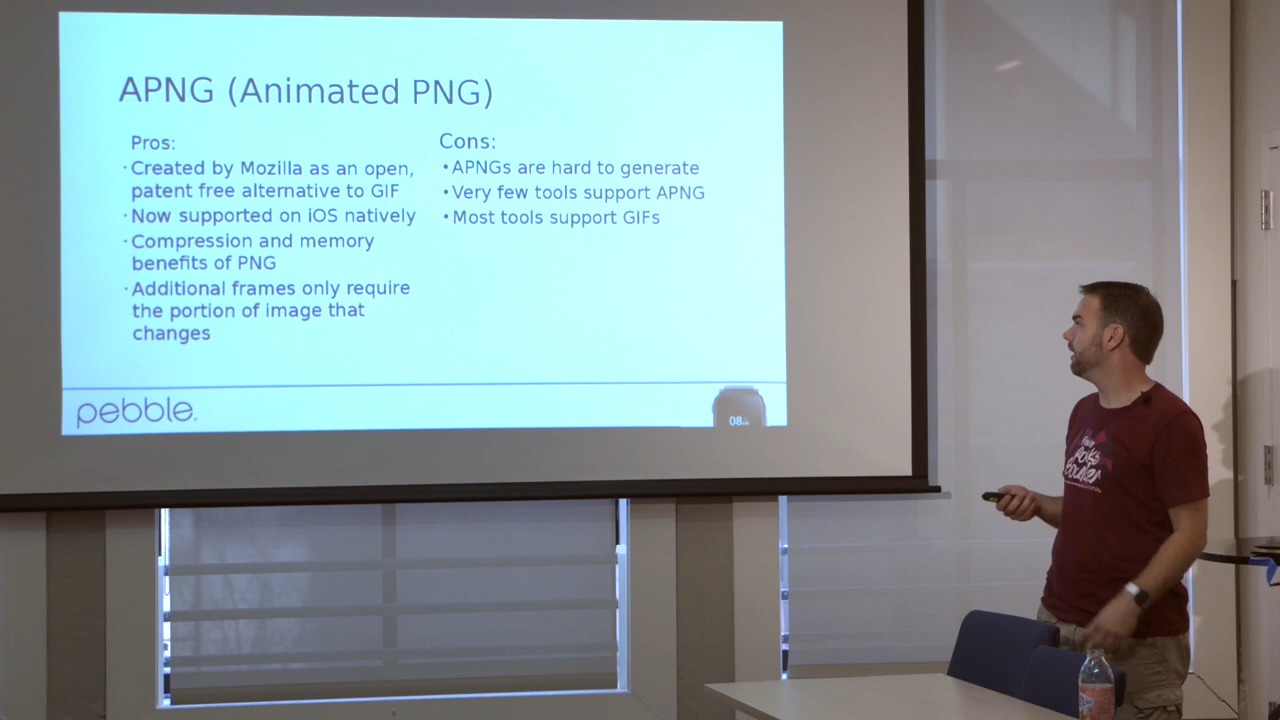 APNG (Animated PNG)
Pros:
·Created by Mozilla as an open,
patent free alternative to GIF
·Now supported on iOS natively
·Compression and memory
benefits of PNG
·Additional frames only require
the portion of image that
changes
Cons:
•APNGs are hard to generate
•Very few tools support APNG
•Most tools support GIFs
pebble.
08